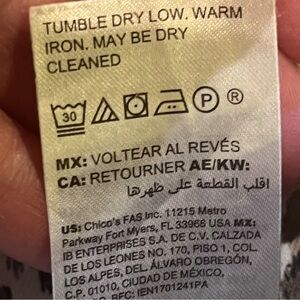 TUMBLE DRY LOW. WARM
IRON. MAY BE DRY
CLEANED
30 P ®
MX: VOLTEAR AL REVÉS
CA: RETOURNER AE/KW:
اقلب القطعة على ظهرها
US: Chico's FAS Inc. 11215 Metro
Parkway Fort Myers, FL 33966 USA MX:
IB ENTERPRISES S.A. DE C.V. CALZADA
DE LOS LEONES NO. 170, PISO 1, COL.
LOS ALPES, DEL. ÁLVARO OBREGÓN,
C.P. 01010, CIUDAD DE MÉXICO,
RFC: IEN1701241PA